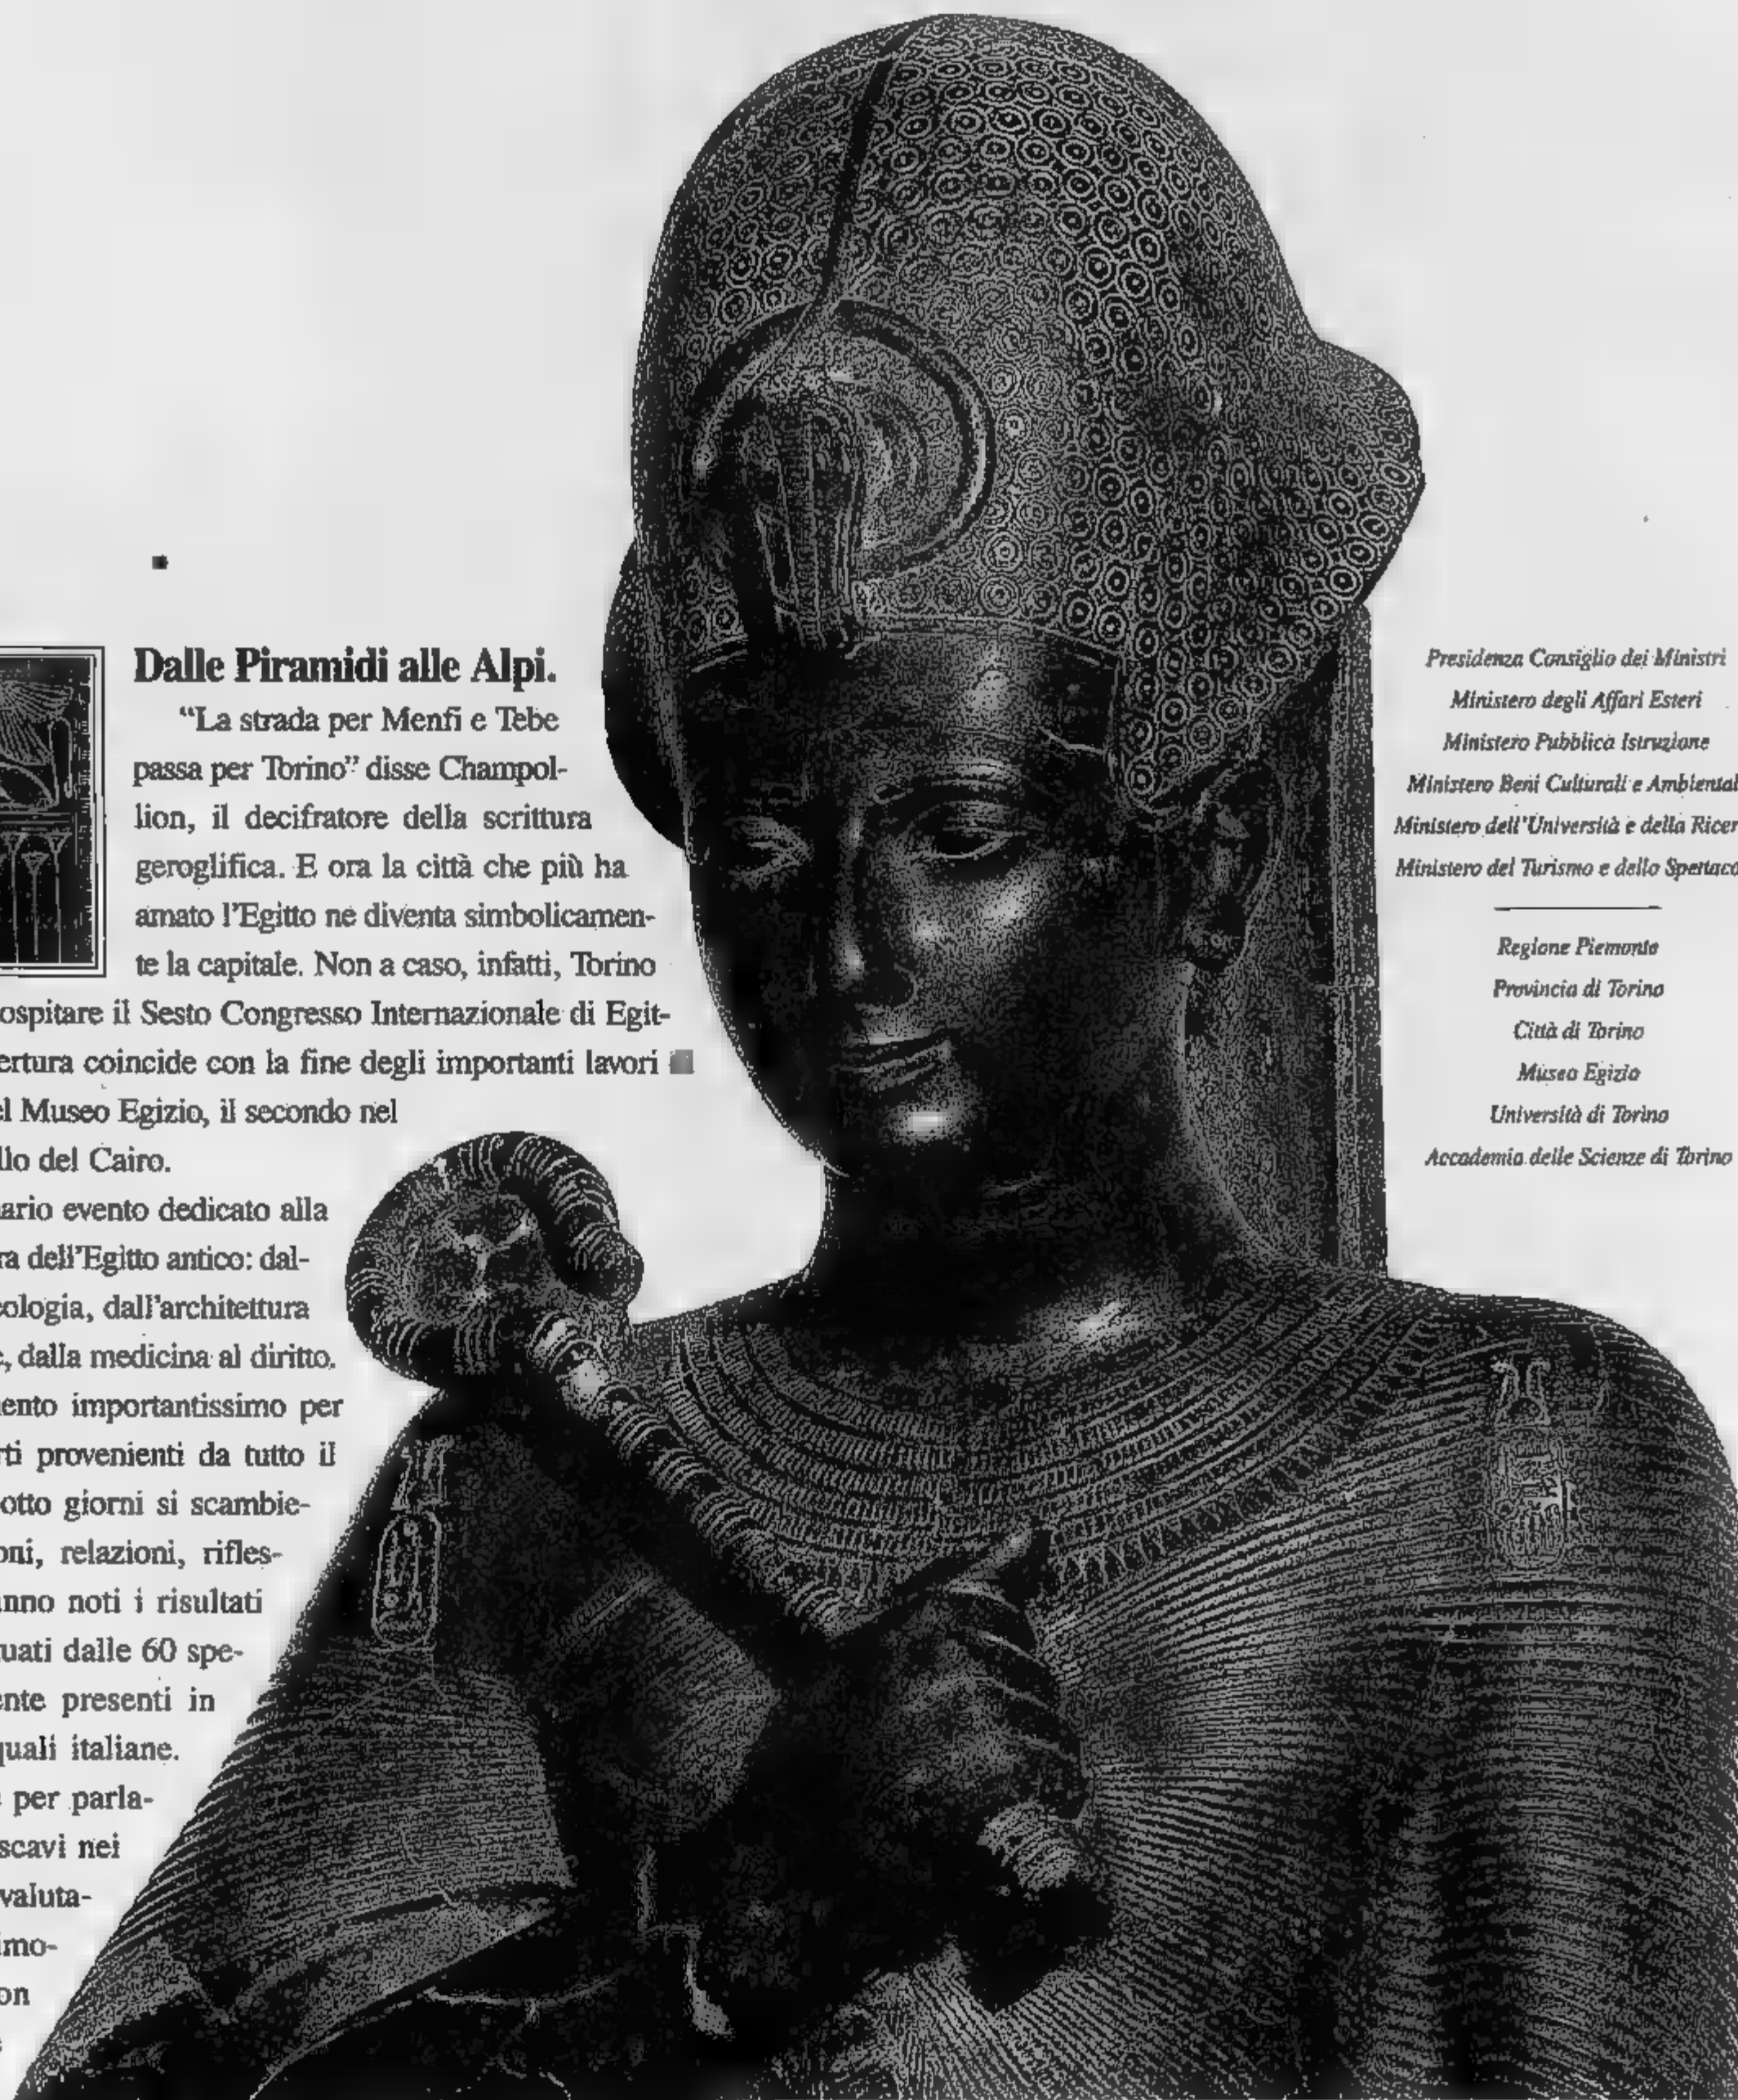 Dalle Piramidi alle Alpi.
“La strada per Menfi e Tebe
passa per Torino” disse Champol-
lion, il decifratore della scrittura
geroglifica. E ora la città che più ha
amato l’Egitto ne diventa simbolicamen-
te la capitale. Non a caso, infatti, Torino
ospitare il Sesto Congresso Internazionale di Egit-
ertura coincide con la fine degli importanti lavori
el Museo Egizio, il secondo nel
llo del Cairo.
ario evento dedicato alla
ra dell’Egitto antico: dal-
eologia, dall’architettura
e, dalla medicina al diritto.
ento importantissimo per
rti provenienti da tutto il
otto giorni si scambie-
oni, relazioni, rifles-
anno noti i risultati
uati dalle 60 spe-
ente presenti in
quali italiane.
per parla-
scavi nei
valuta-
imo-
on
Presidenza Consiglio dei Ministri
Ministero degli Affari Esteri
Ministero Pubblica Istruzione
Ministero Beni Culturali e Ambiental
Ministero dell’Università e della Ricer
Ministero del Turismo e dello Spettaco
Regione Piemonte
Provincia di Torino
Città di Torino
Museo Egizio
Università di Torino
Accademia delle Scienze di Torino